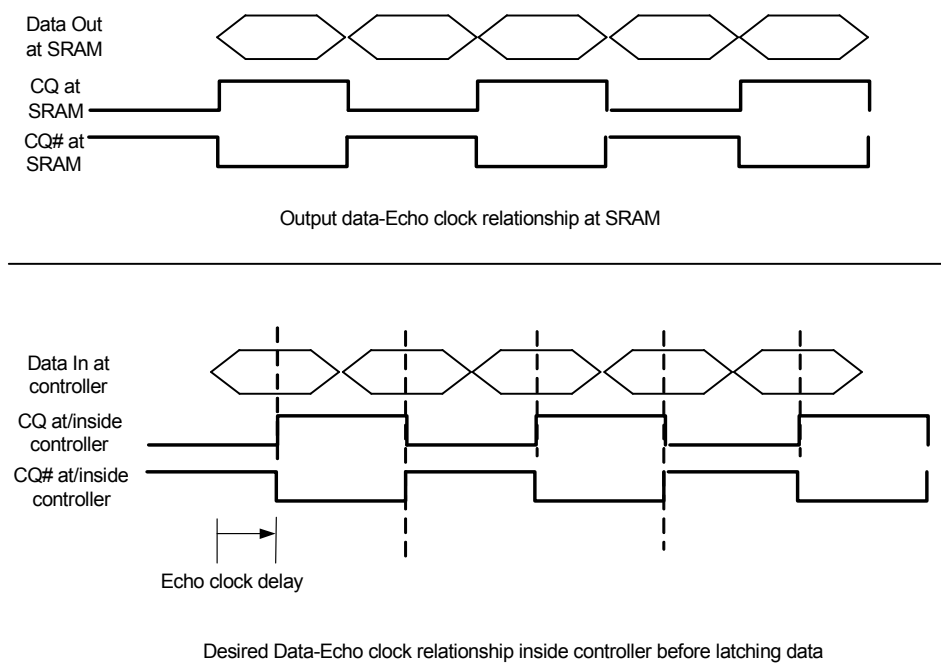 Data Out
at SRAM
CQ at
SRAM
CQ# at
SRAM
Output data-Echo clock relationship at SRAM
Data In at
controller
CQ at/inside
controller
CQ# at/inside
controller
Echo clock delay
Desired Data-Echo clock relationship inside controller before latching data